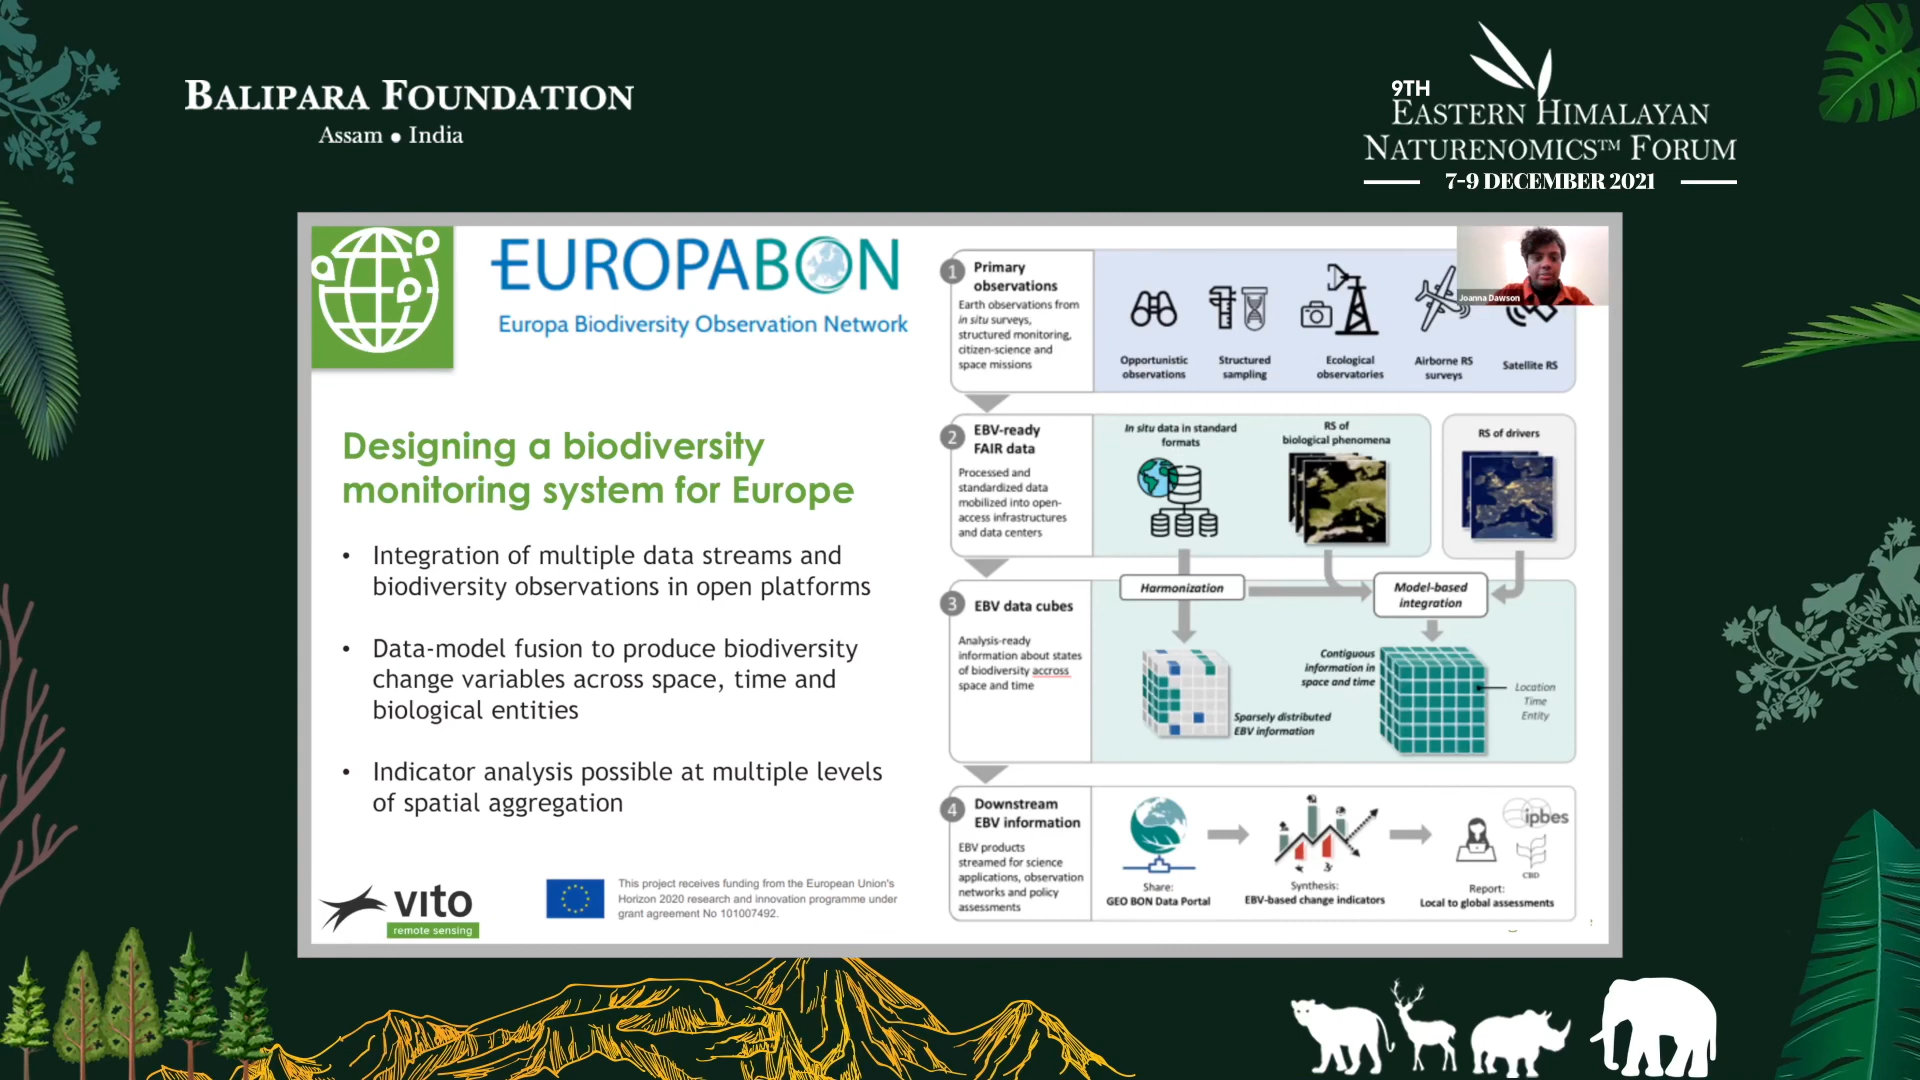 BALIPARA FOUNDATION
Assam • India
9TH
EASTERN HIMALAYAN
NATURENOMICS™ FORUM
7-9 DECEMBER 2021
EUROPABON
Europa Biodiversity Observation Network
Designing a biodiversity
monitoring system for Europe
• Integration of multiple data streams and
biodiversity observations in open platforms
• Data-model fusion to produce biodiversity
change variables across space, time and
biological entities
• Indicator analysis possible at multiple levels
of spatial aggregation
vito
remote sensing
This project receives funding from the European Union's
Horizon 2020 research and innovation programme under
grant agreement No 101007492.
Joanna Dawson
1
Primary
observations
Earth observations from
in situ surveys,
structured monitoring,
citizen-science and
space missions
Opportunistic
observations
Structured
sampling
Ecological
observatories
Airborne RS
surveys
Satellite RS
2
EBV-ready
FAIR data
Processed and
standardized data
mobilized into open-
access infrastructures
and data centers
In situ data in standard
formats
RS of
biological phenomena
RS of drivers
Harmonization
Model-based
integration
3
EBV data cubes
Analysis-ready
information about states
of biodiversity accross
space and time
Sparsely distributed
EBV information
Contiguous
information in
space and time
Location
Time
Entity
4
Downstream
EBV information
EBV products
streamed for science
applications, observation
networks and policy
assessments
Share:
GEO BON Data Portal
Synthesis:
EBV-based change indicators
Report:
Local to global assessments
ipbes
CBD